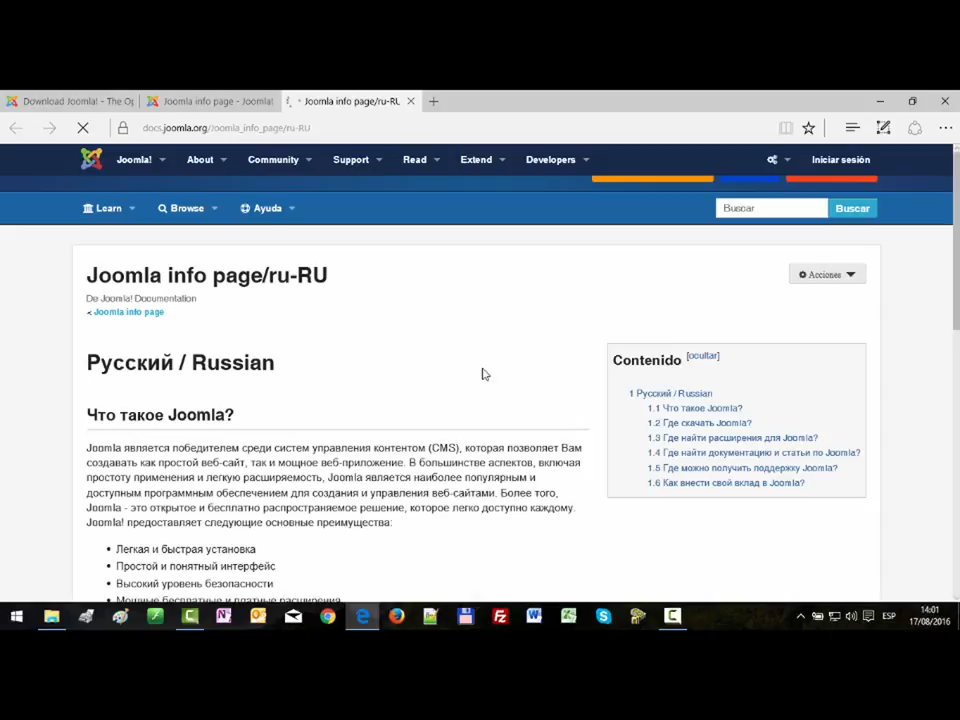 Download Joomla! - The Op
Joomla info page - Joomla!
Joomla info page/ru-RU
docs.joomla.org/Joomla_info_page/ru-RU
Joomla! About Community Support Read Extend Developers Iniciar sesión
Learn Browse Ayuda Buscar Buscar
Joomla info page/ru-RU
Acciones
De Joomla! Documentation
< Joomla info page
Русский / Russian
Что такое Joomla?
Joomla является победителем среди систем управления контентом (CMS), которая позволяет Вам
создавать как простой веб-сайт, так и мощное веб-приложение. В большинстве аспектов, включая
простоту применения и легкую расширяемость, Joomla является наиболее популярным и
доступным программным обеспечением для создания и управления веб-сайтами. Более того,
Joomla - это открытое и бесплатно распространяемое решение, которое легко доступно каждому.
Joomla! предоставляет следующие основные преимущества:
• Легкая и быстрая установка
• Простой и понятный интерфейс
• Высокий уровень безопасности
• Мощные бесплатные и платные расширения
Contenido [ocultar]
1 Русский / Russian
1.1 Что такое Joomla?
1.2 Где скачать Joomla?
1.3 Где найти расширения для Joomla?
1.4 Где найти документацию и статьи по Joomla?
1.5 Где можно получить поддержку Joomla?
1.6 Как внести свой вклад в Joomla?
ESP
14:01
17/08/2016